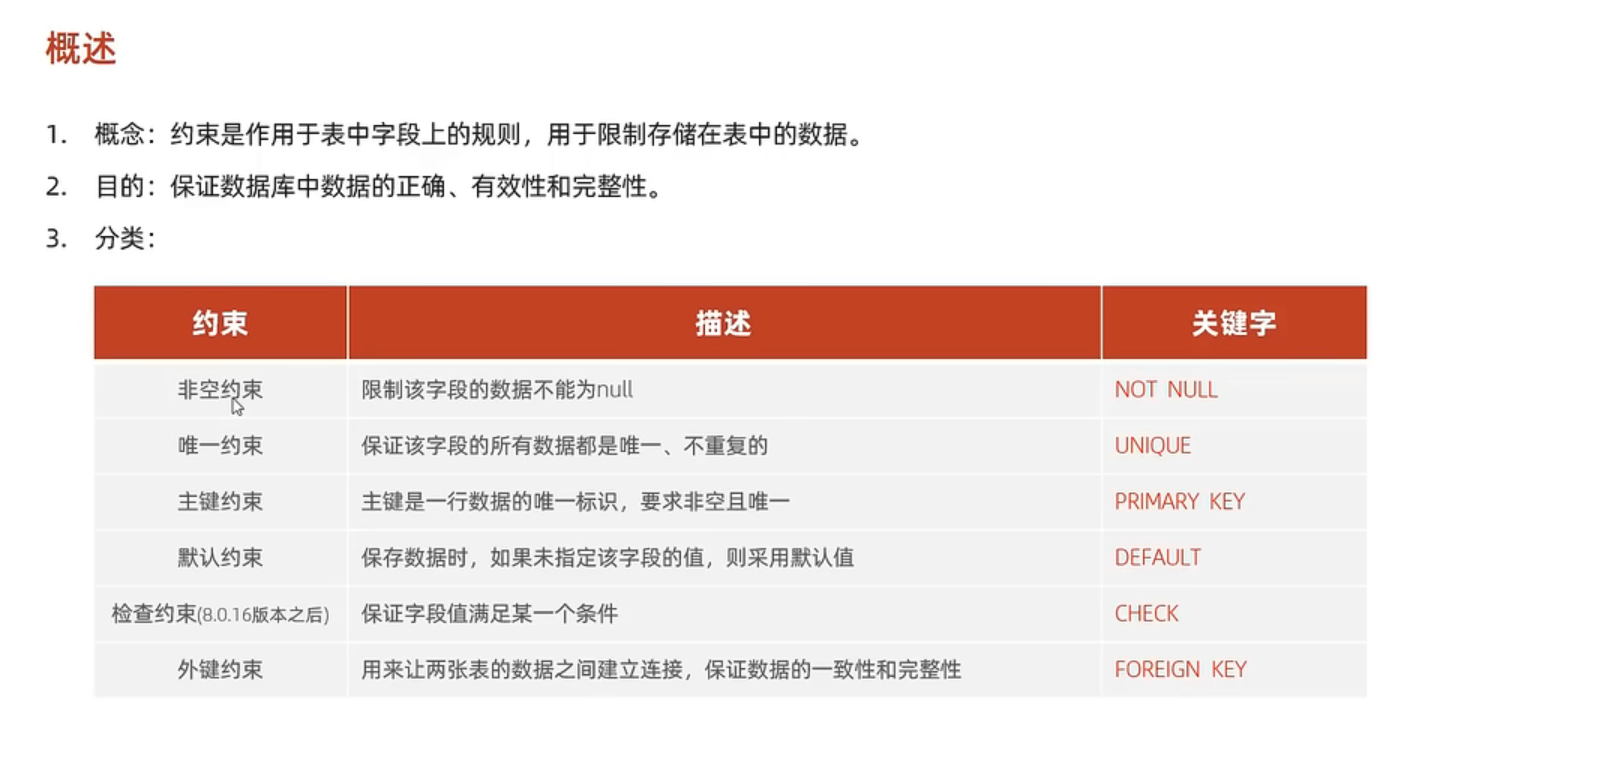 概述
1. 概念：约束是作用于表中字段上的规则，用于限制存储在表中的数据。
2. 目的：保证数据库中数据的正确、有效性和完整性。
3. 分类：
约束 描述 关键字
非空约束 限制该字段的数据不能为null NOT NULL
唯一约束 保证该字段的所有数据都是唯一、不重复的 UNIQUE
主键约束 主键是一行数据的唯一标识，要求非空且唯一 PRIMARY KEY
默认约束 保存数据时，如果未指定该字段的值，则采用默认值 DEFAULT
检查约束(8.0.16版本之后) 保证字段值满足某一个条件 CHECK
外键约束 用来让两张表的数据之间建立连接，保证数据的一致性和完整性 FOREIGN KEY